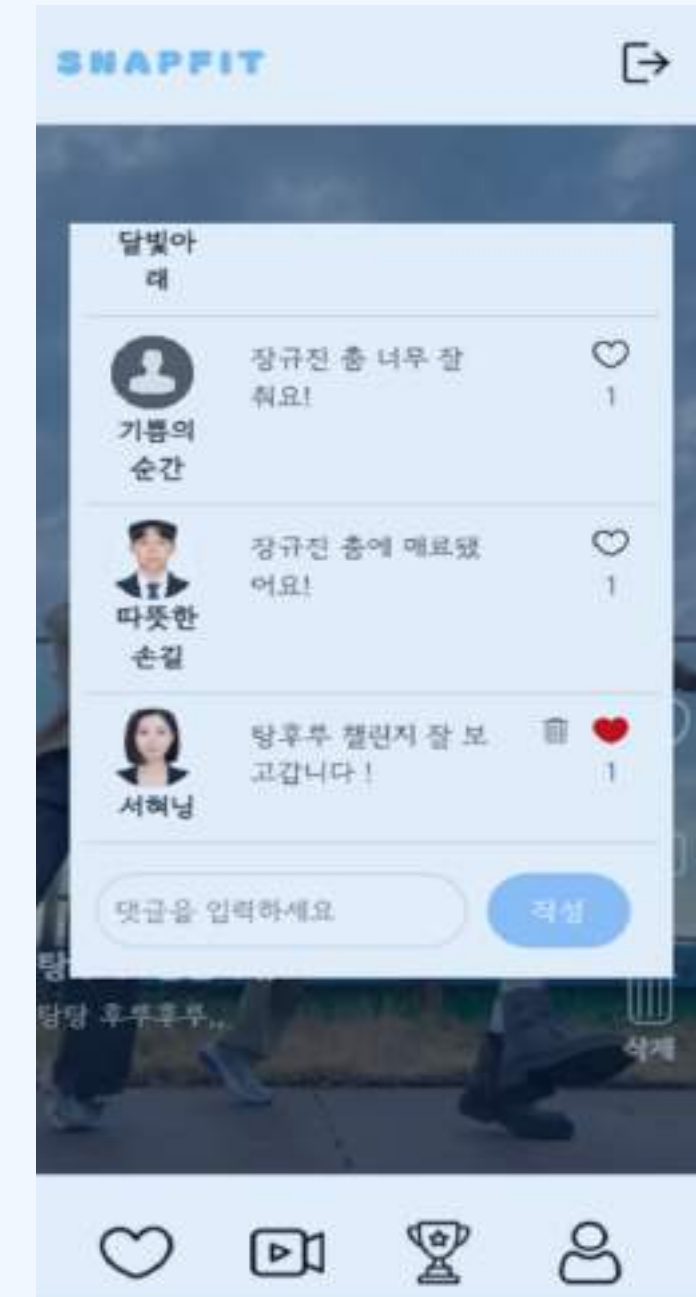 SNAPFIT
달빛아
래
장규진 춤 너무 잘
춰요!
1
기쁨의
순간
장규진 춤에 매료됐
어요!
1
따뜻한
손길
탕후루 챌린지 잘 보
고갑니다 !
1
서혀닝
댓글을 입력하세요
작성
탕
탕탕 후루후루,,
삭제